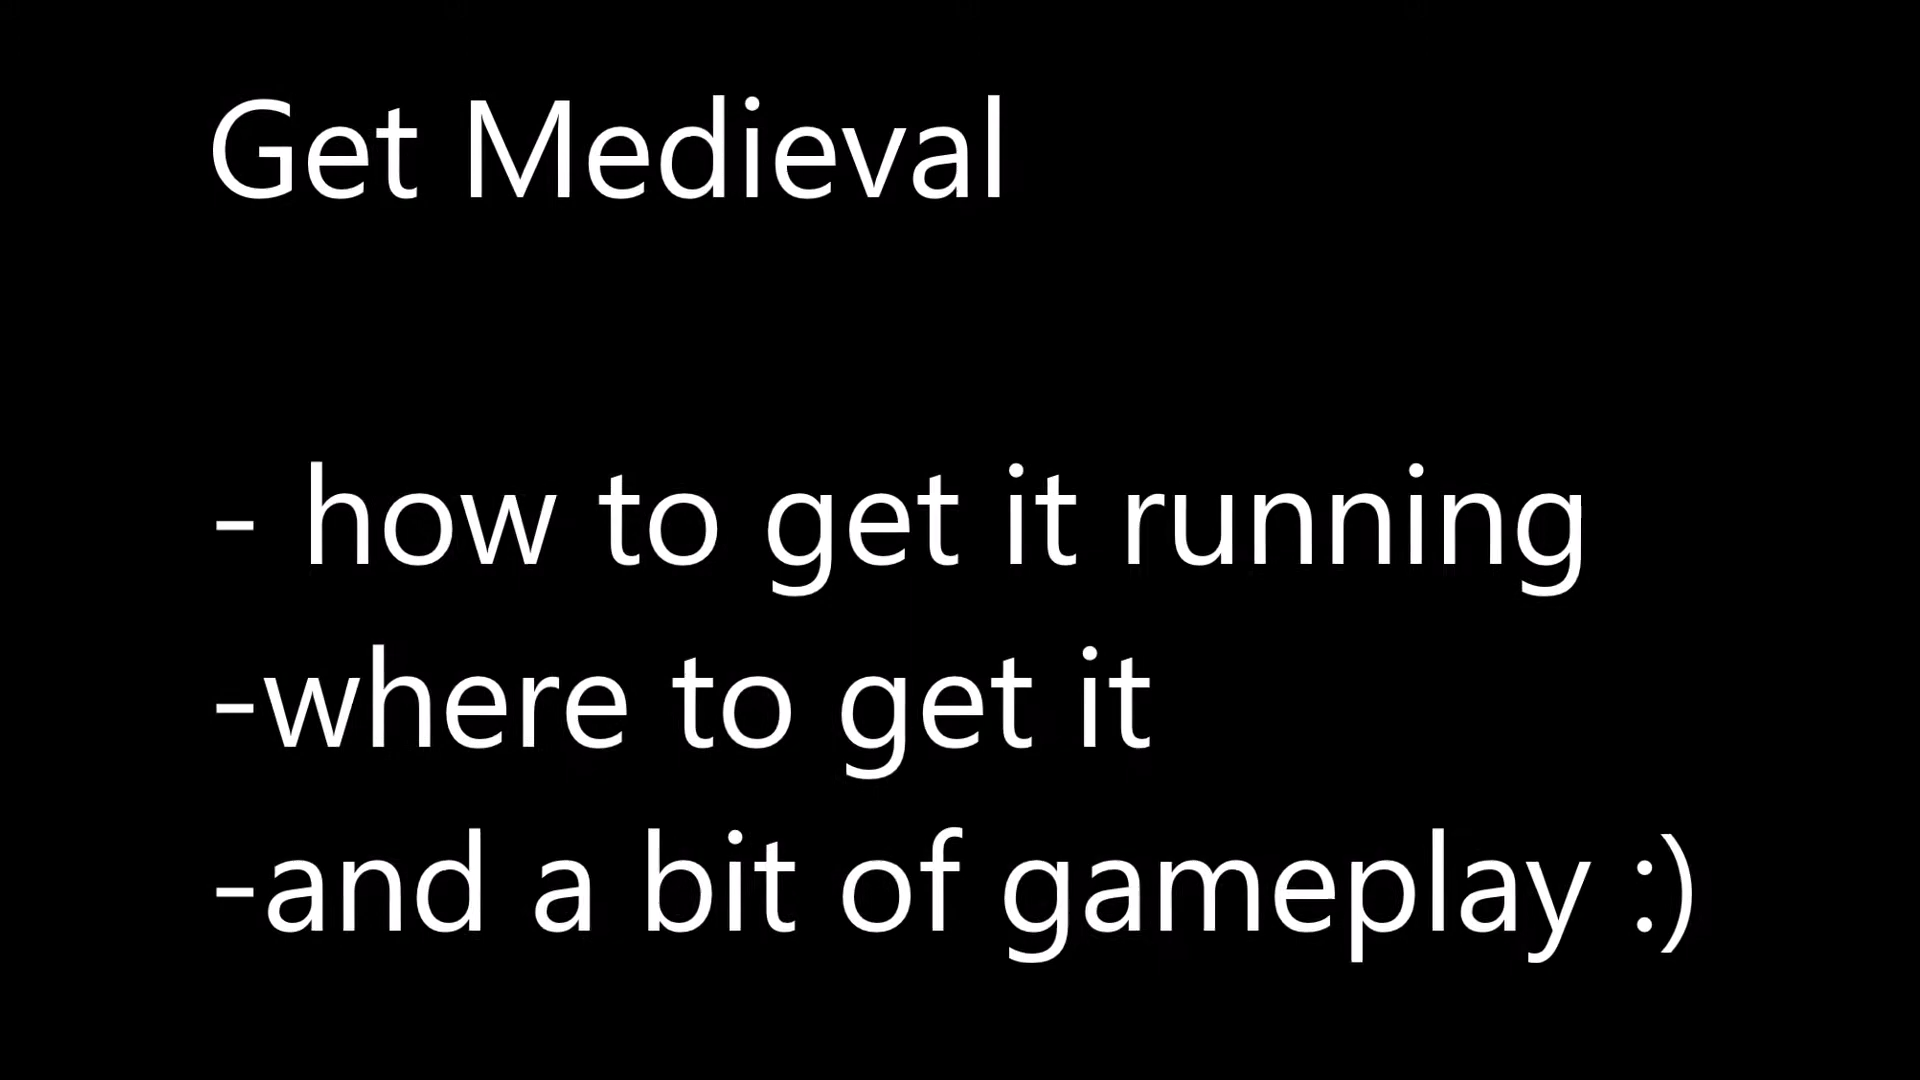 Get Medieval
- how to get it running
-where to get it
-and a bit of gameplay :)